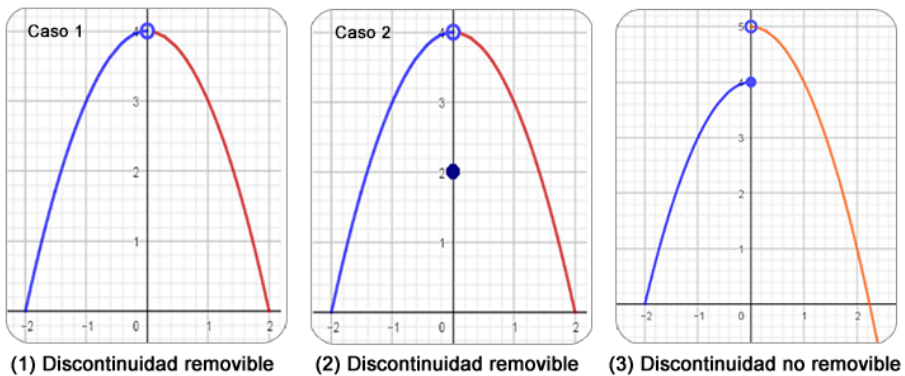 Caso 1
4
3
2
1
-2 -1 0 1 2
(1) Discontinuidad removible
Caso 2
4
3
2
1
-2 -1 0 1 2
(2) Discontinuidad removible
5
4
3
2
1
-2 -1 0 1 2
(3) Discontinuidad no removible